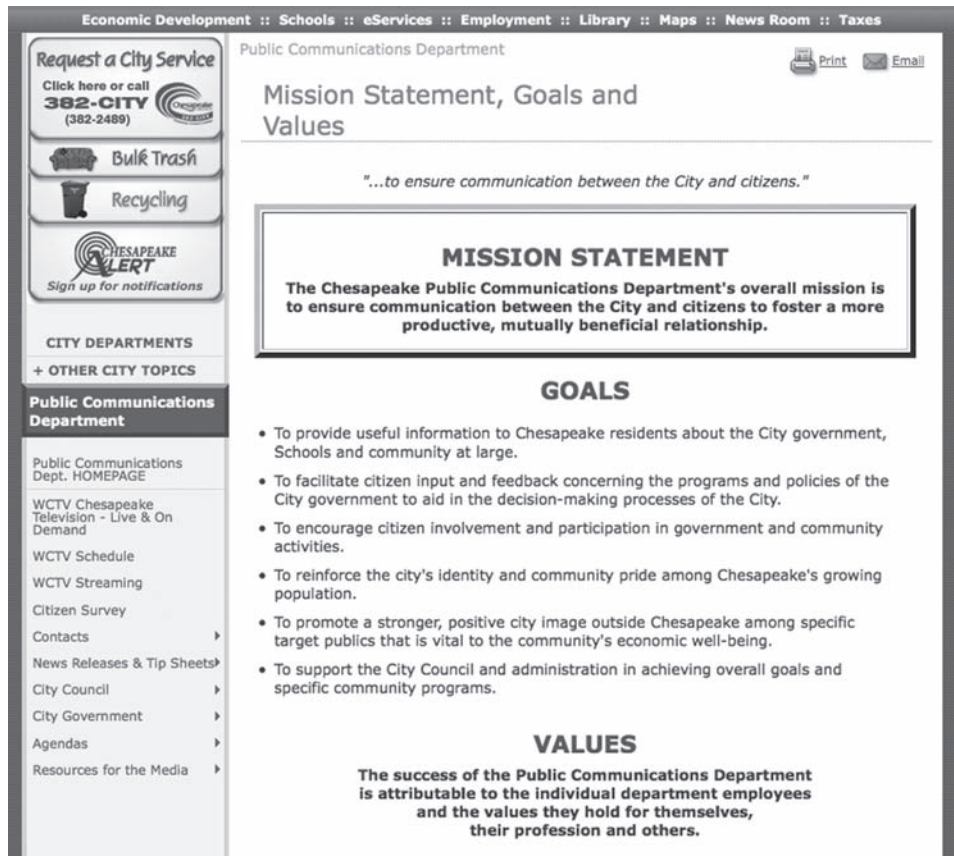 Economic Development :: Schools :: eServices :: Employment :: Library :: Maps :: News Room :: Taxes
Request a City Service
Click here or call
382-CITY
(382-2489)
Chesapeake
382-CITY
Bulk Trash
Recycling
CHESAPEAKE
ALERT
Sign up for notifications
CITY DEPARTMENTS
+ OTHER CITY TOPICS
Public Communications
Department
Public Communications
Dept. HOMEPAGE
WCTV Chesapeake
Television - Live & On
Demand
WCTV Schedule
WCTV Streaming
Citizen Survey
Contacts
News Releases & Tip Sheets
City Council
City Government
Agendas
Resources for the Media
Public Communications Department
Print
Email
Mission Statement, Goals and
Values
"...to ensure communication between the City and citizens."
MISSION STATEMENT
The Chesapeake Public Communications Department's overall mission is
to ensure communication between the City and citizens to foster a more
productive, mutually beneficial relationship.
GOALS
• To provide useful information to Chesapeake residents about the City government,
Schools and community at large.
• To facilitate citizen input and feedback concerning the programs and policies of the
City government to aid in the decision-making processes of the City.
• To encourage citizen involvement and participation in government and community
activities.
• To reinforce the city's identity and community pride among Chesapeake's growing
population.
• To promote a stronger, positive city image outside Chesapeake among specific
target publics that is vital to the community's economic well-being.
• To support the City Council and administration in achieving overall goals and
specific community programs.
VALUES
The success of the Public Communications Department
is attributable to the individual department employees
and the values they hold for themselves,
their profession and others.